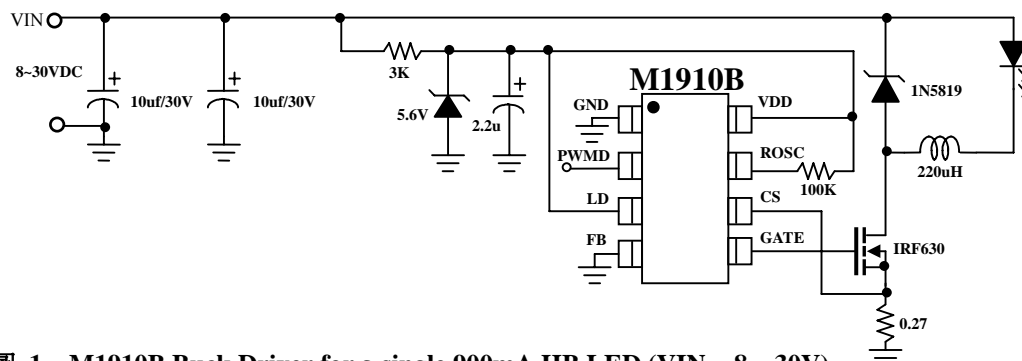 VIN
8~30VDC
10uf/30V
10uf/30V
3K
5.6V
2.2u
M1910B
GND
PWMD
LD
FB
VDD
ROSC
CS
GATE
100K
1N5819
220uH
IRF630
0.27
圖 1. M1910B Buck Driver for a single 900mA HB LED (VIN = 8 ~ 30V)